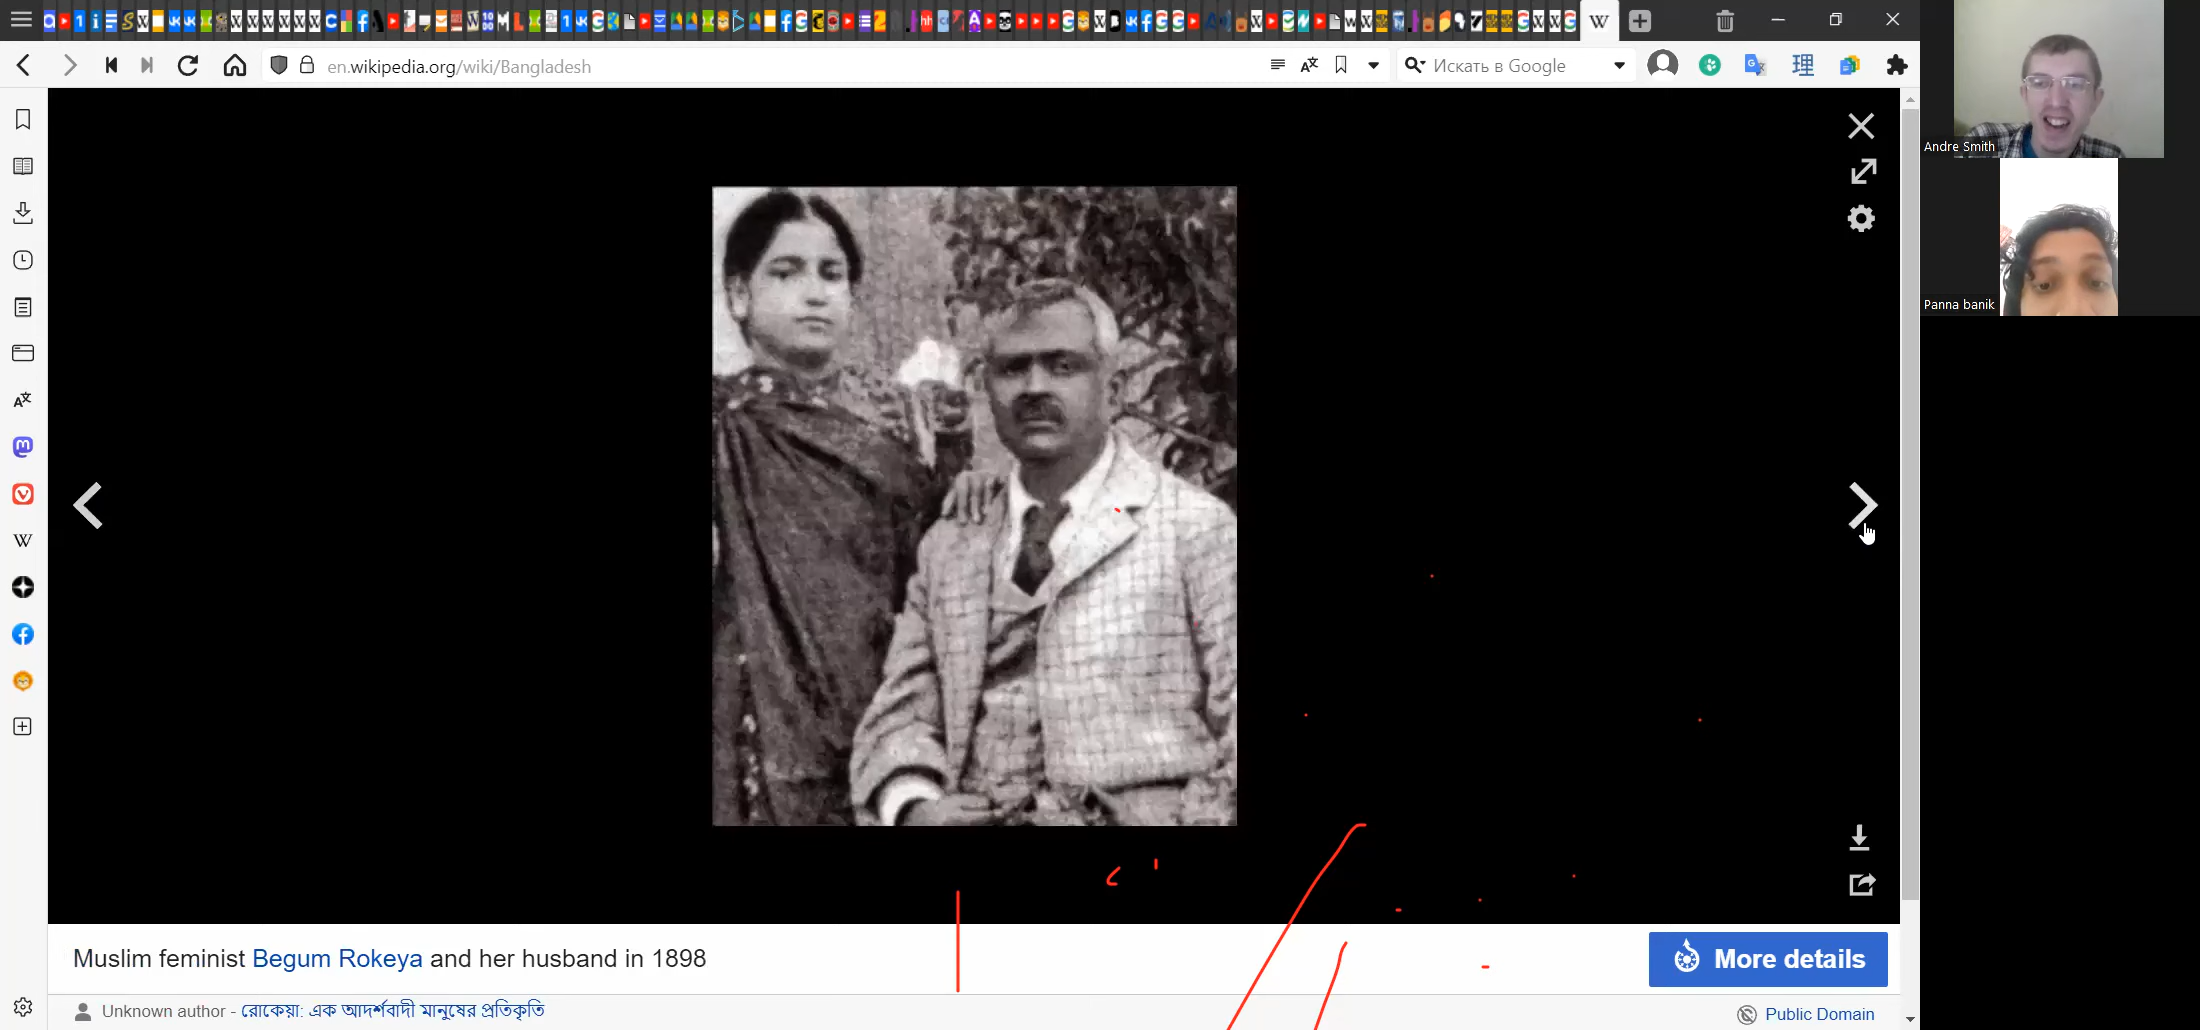 en.wikipedia.org/wiki/Bangladesh
Искать в Google
Andre Smith
Panna banik
Muslim feminist Begum Rokeya and her husband in 1898
More details
Unknown author - রোকেয়া: এক আদর্শবাদী মানুষের প্রতিকৃতি
Public Domain